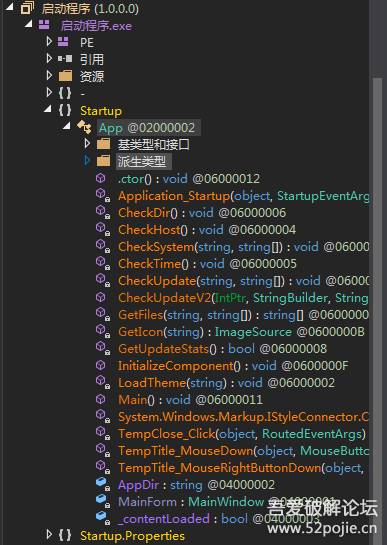 启动程序 (1.0.0.0)
启动程序.exe
PE
引用
资源
{ } -
{ } Startup
App @02000002
基类型和接口
派生类型
.ctor() : void @06000012
Application_Startup(object, StartupEventArg
CheckDir() : void @06000006
CheckHost() : void @06000004
CheckSystem(string, string[]) : void @0600
CheckTime() : void @06000005
CheckUpdate(string, string[]) : void @0600
CheckUpdateV2(IntPtr, StringBuilder, String
GetFiles(string, string[]) : string[] @060000
GetIcon(string) : ImageSource @0600000B
GetUpdateStats() : bool @06000008
InitializeComponent() : void @0600000F
LoadTheme(string) : void @06000002
Main() : void @06000011
System.Windows.Markup.IStyleConnector.C
TempClose_Click(object, RoutedEventArgs)
TempTitle_MouseDown(object, MouseButto
TempTitle_MouseRightButtonDown(object,
AppDir : string @04000002
MainForm : MainWindow @04000001
_contentLoaded : bool @04000003
{ } Startup.Properties
吾爱破解论坛
www.52pojie.cn